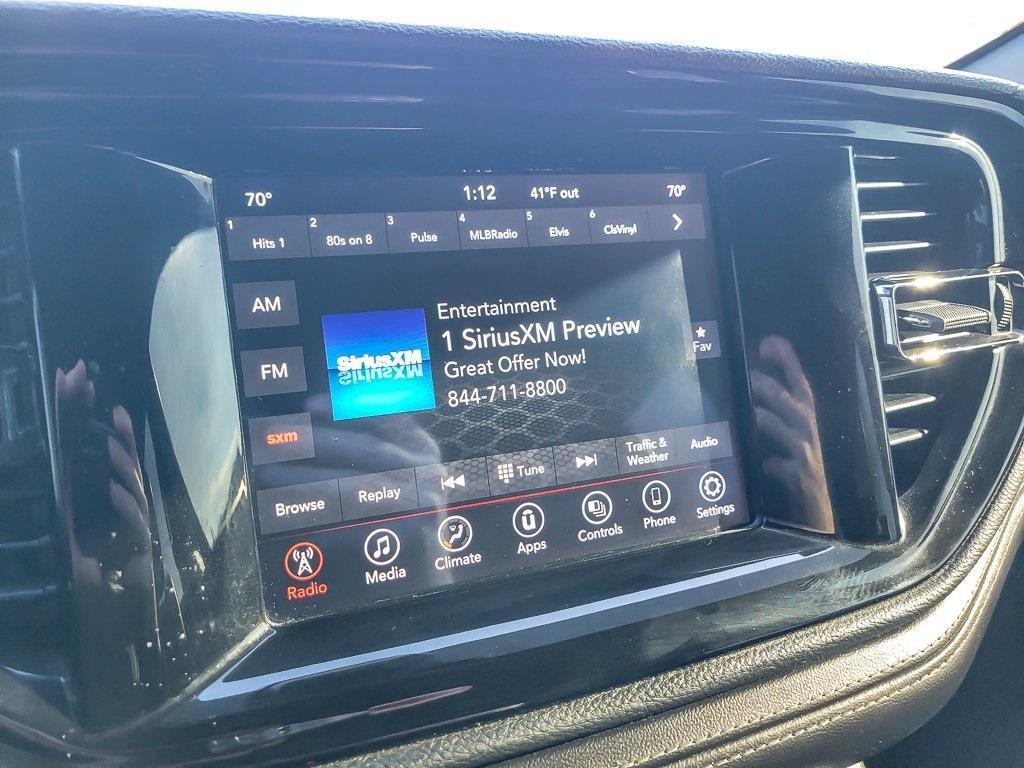 70° 1:12 41°F out 70°
1 Hits 1 2 80s on 8 3 Pulse 4 MLBRadio 5 Elvis 6 ClsVinyl
AM
FM
sxm
SiriusXM
Entertainment
1 SiriusXM Preview
Great Offer Now!
844-711-8800
Fav
Browse Replay Tune Traffic & Weather Audio
Radio Media Climate Apps Controls Phone Settings